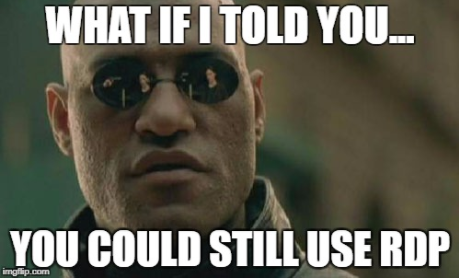 WHAT IF I TOLD YOU...
YOU COULD STILL USE RDP
imgflip.com